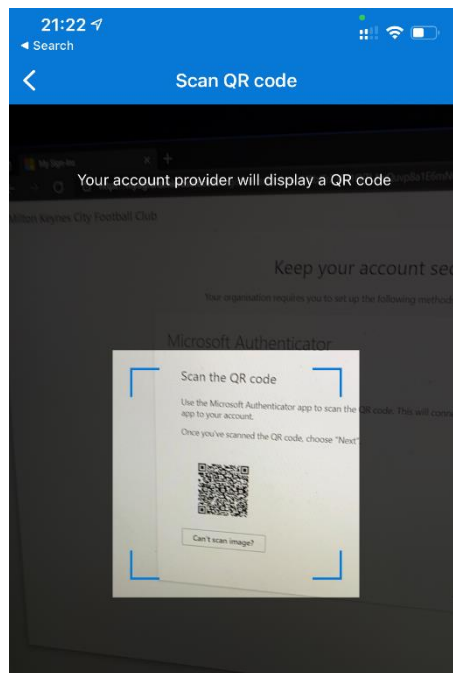 21:22
Search
Scan QR code
My Sign-Ins
Your account provider will display a QR code
Milton Keynes City Football Club
Keep your account sec
Your organisation requires you to set up the following method
Microsoft Authenticator
Scan the QR code
Use the Microsoft Authenticator app to scan the QR code. This will conne
app to your account.
Once you've scanned the QR code, choose "Next"
Can't scan image?